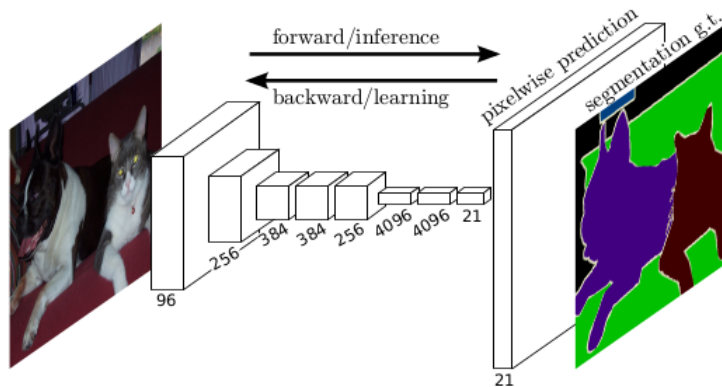 forward/inference
backward/learning
pixelwise prediction
segmentation g.t.
96
256
384
384
256
4096
4096
21
21